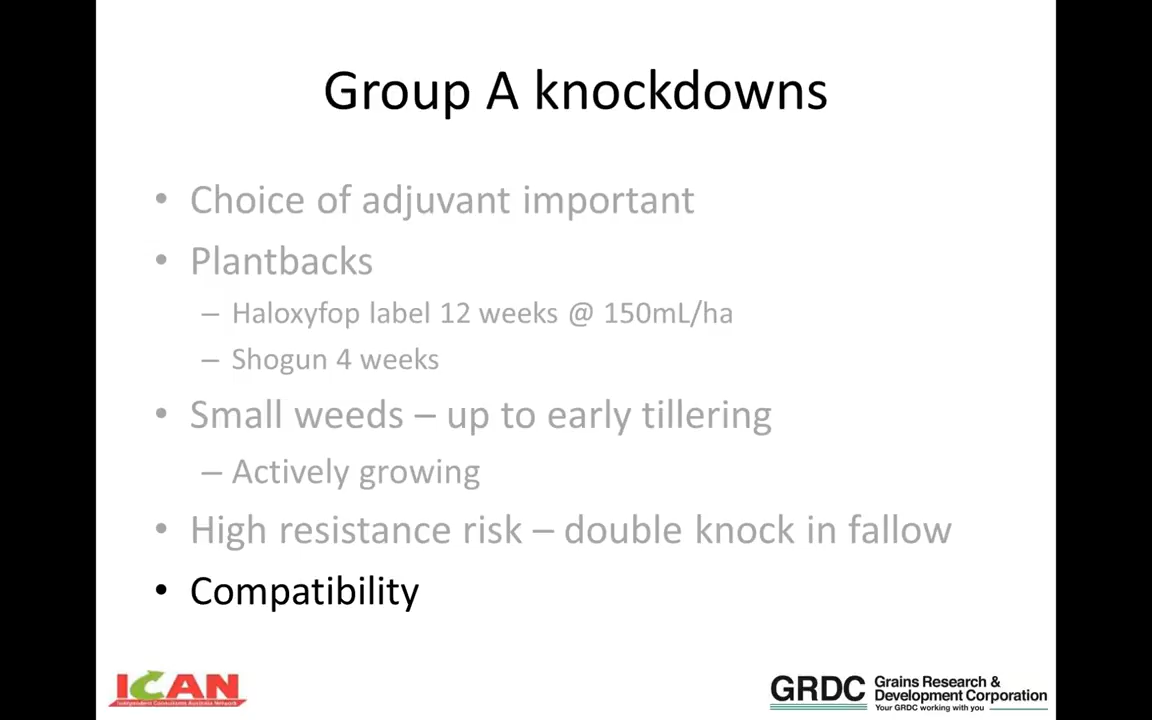 Group A knockdowns
• Choice of adjuvant important
• Plantbacks
– Haloxyfop label 12 weeks @ 150mL/ha
– Shogun 4 weeks
• Small weeds – up to early tillering
– Actively growing
• High resistance risk – double knock in fallow
• Compatibility
ICAN
Independent Consultants Australia Network
GRDC
Grains Research &
Development Corporation
Your GRDC working with you